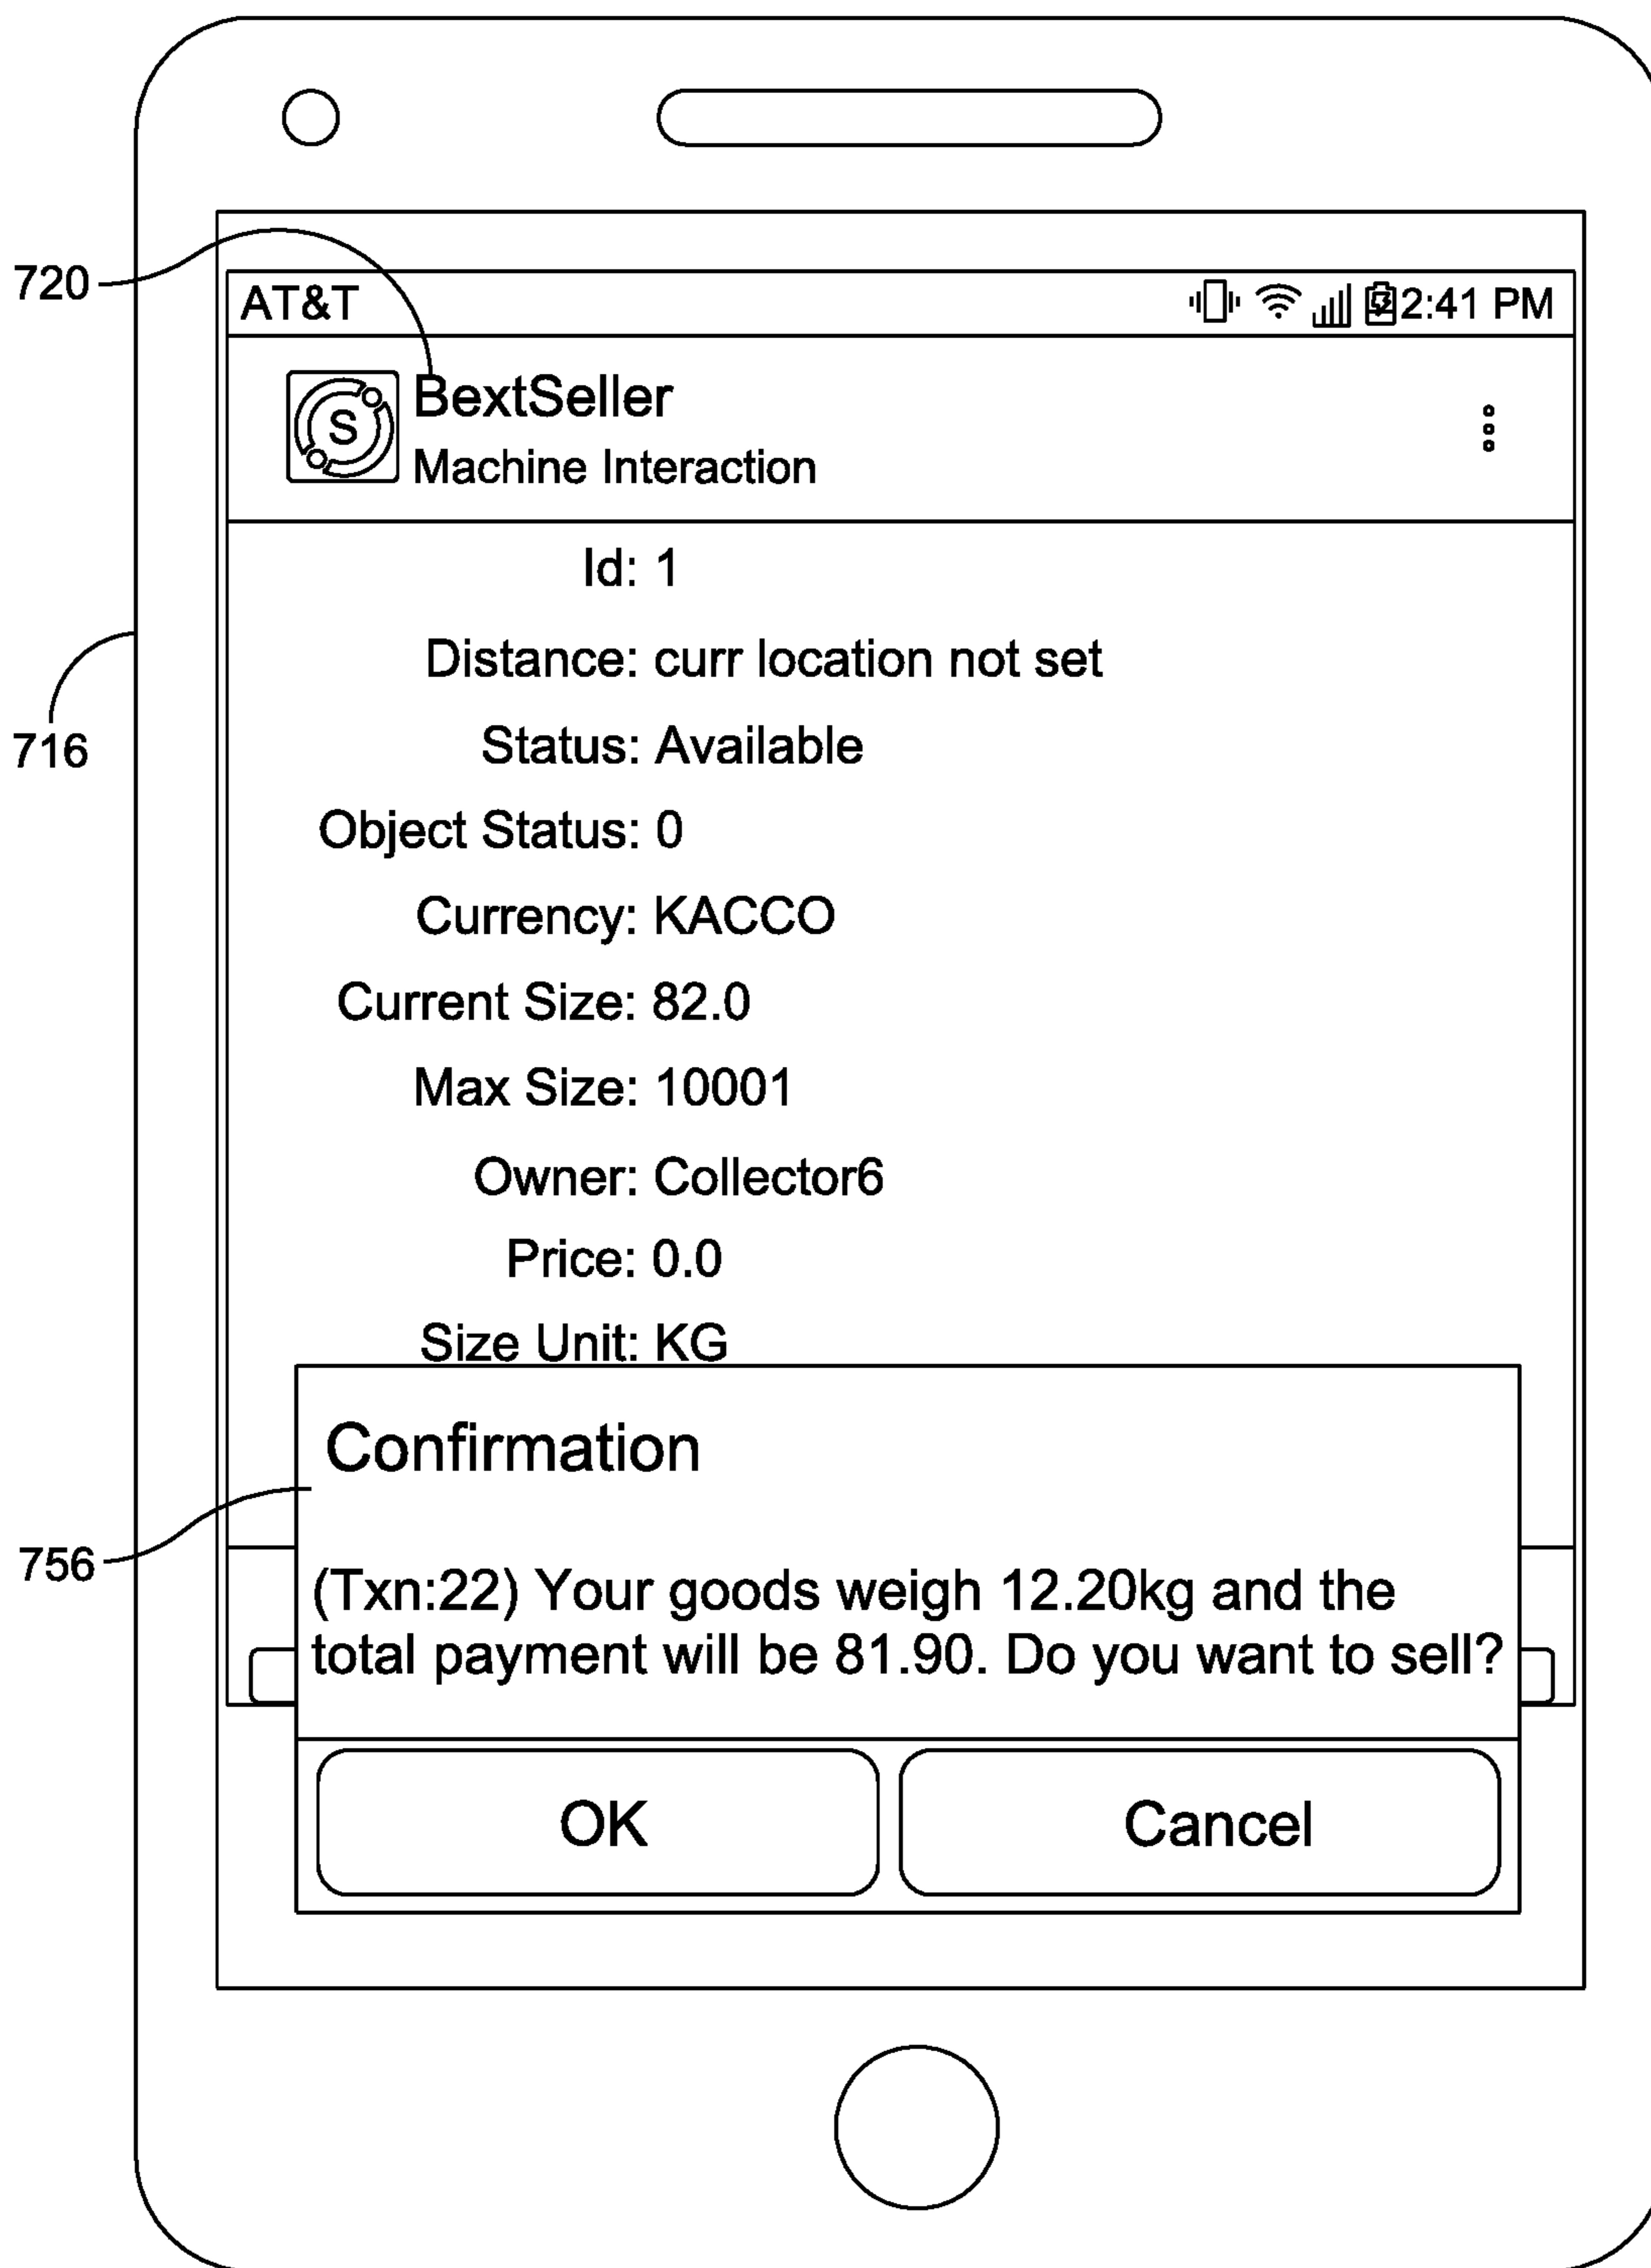 720
AT&T 2:41 PM
S
BextSeller
Machine Interaction
Id: 1
Distance: curr location not set
716
Status: Available
Object Status: 0
Currency: KACCO
Current Size: 82.0
Max Size: 10001
Owner: Collector6
Price: 0.0
Size Unit: KG
Confirmation
756
(Txn:22) Your goods weigh 12.20kg and the
total payment will be 81.90. Do you want to sell?
OK Cancel